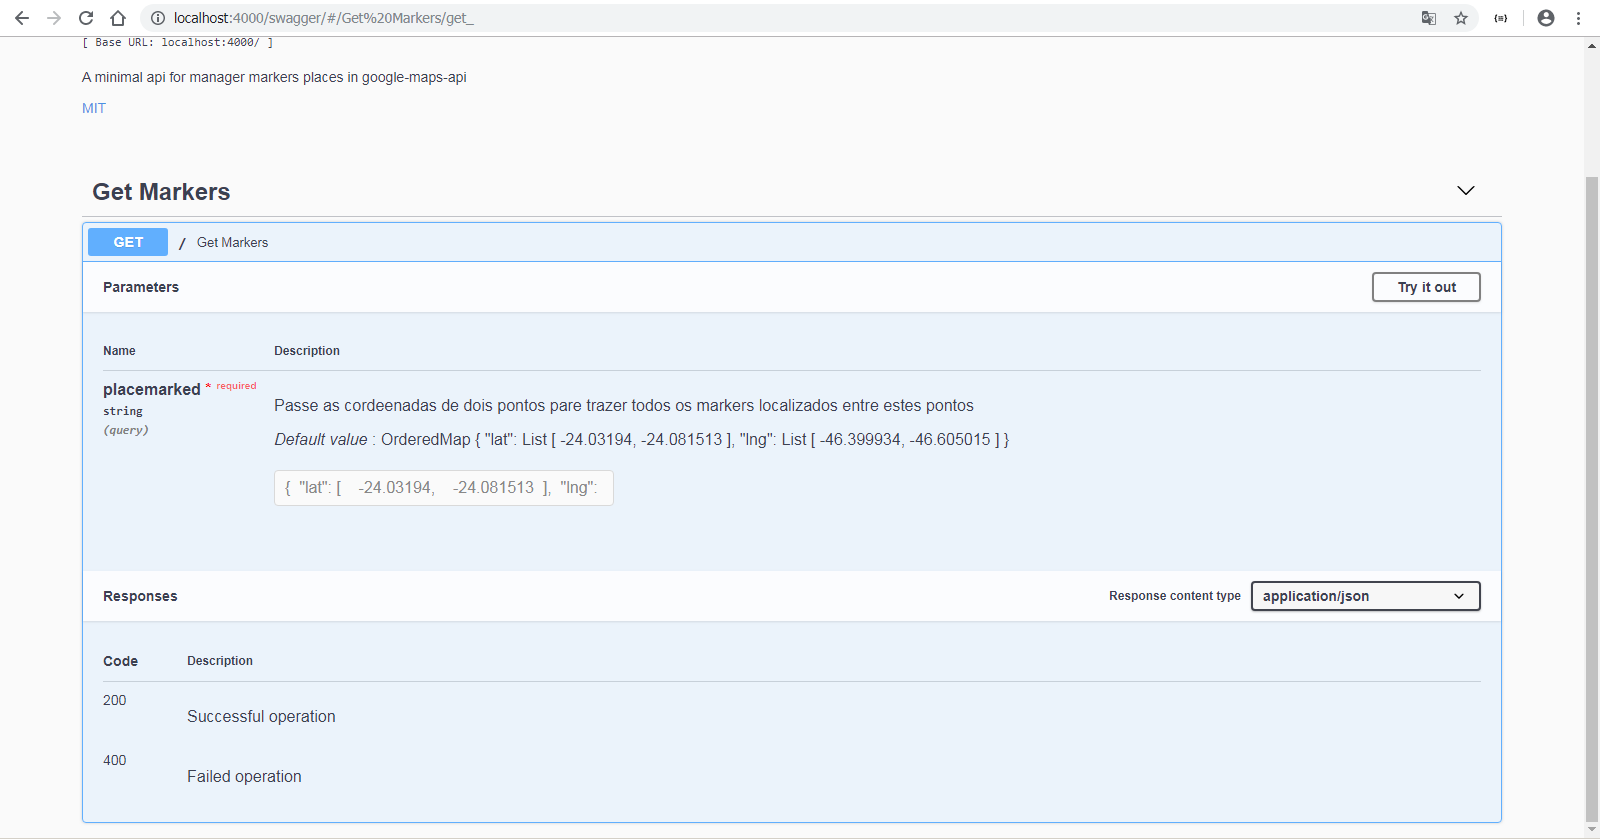 localhost:4000/swagger/#/Get%20Markers/get_
[ Base URL: localhost:4000/ ]
A minimal api for manager markers places in google-maps-api
MIT
Get Markers
GET / Get Markers
Parameters Try it out
Name Description
placemarked * required
string
(query)
Passe as cordeenadas de dois pontos pare trazer todos os markers localizados entre estes pontos
Default value : OrderedMap { "lat": List [ -24.03194, -24.081513 ], "lng": List [ -46.399934, -46.605015 ] }
{ "lat": [ -24.03194, -24.081513 ], "lng":
Responses Response content type application/json
Code Description
200
Successful operation
400
Failed operation